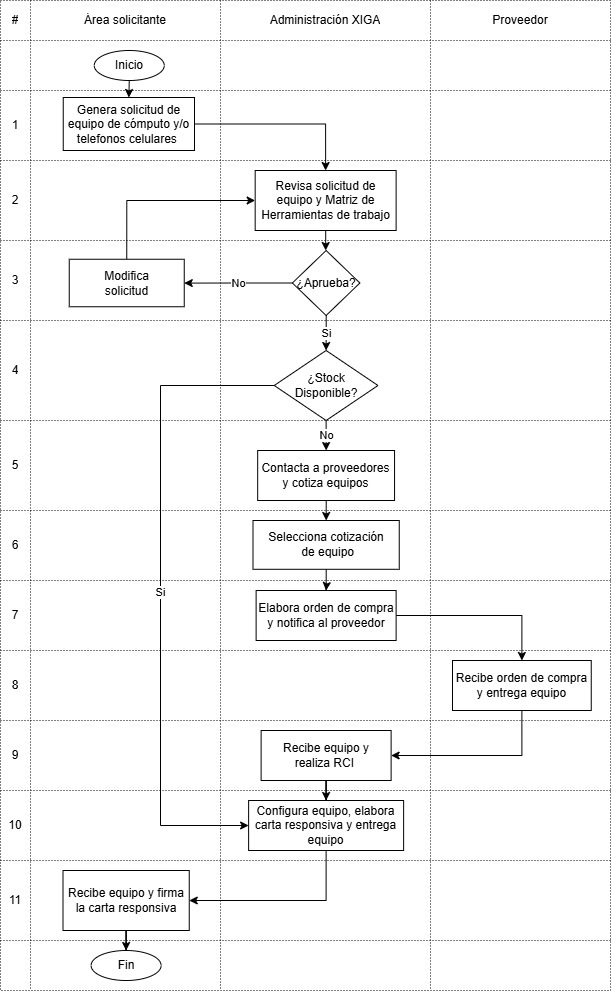 # Área solicitante Administración XIGA Proveedor
Inicio
1
Genera solicitud de
equipo de cómputo y/o
telefonos celulares
2
Revisa solicitud de
equipo y Matriz de
Herramientas de trabajo
3
Modifica
solicitud
No
¿Aprueba?
Si
4
¿Stock
Disponible?
No
5
Contacta a proveedores
y cotiza equipos
6
Selecciona cotización
de equipo
Si
7
Elabora orden de compra
y notifica al proveedor
8
Recibe orden de compra
y entrega equipo
9
Recibe equipo y
realiza RCI
10
Configura equipo, elabora
carta responsiva y entrega
equipo
11
Recibe equipo y firma
la carta responsiva
Fin